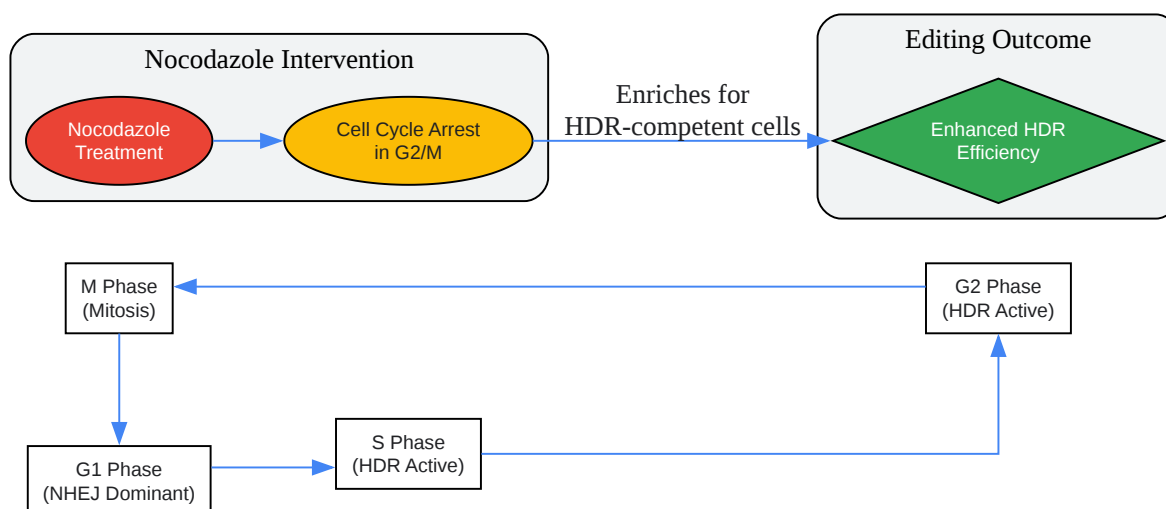 Nocodazole Intervention
Nocodazole
Treatment
Cell Cycle Arrest
in G2/M
Enriches for
HDR-competent cells
Editing Outcome
Enhanced HDR
Efficiency
M Phase
(Mitosis)
G2 Phase
(HDR Active)
G1 Phase
(NHEJ Dominant)
S Phase
(HDR Active)